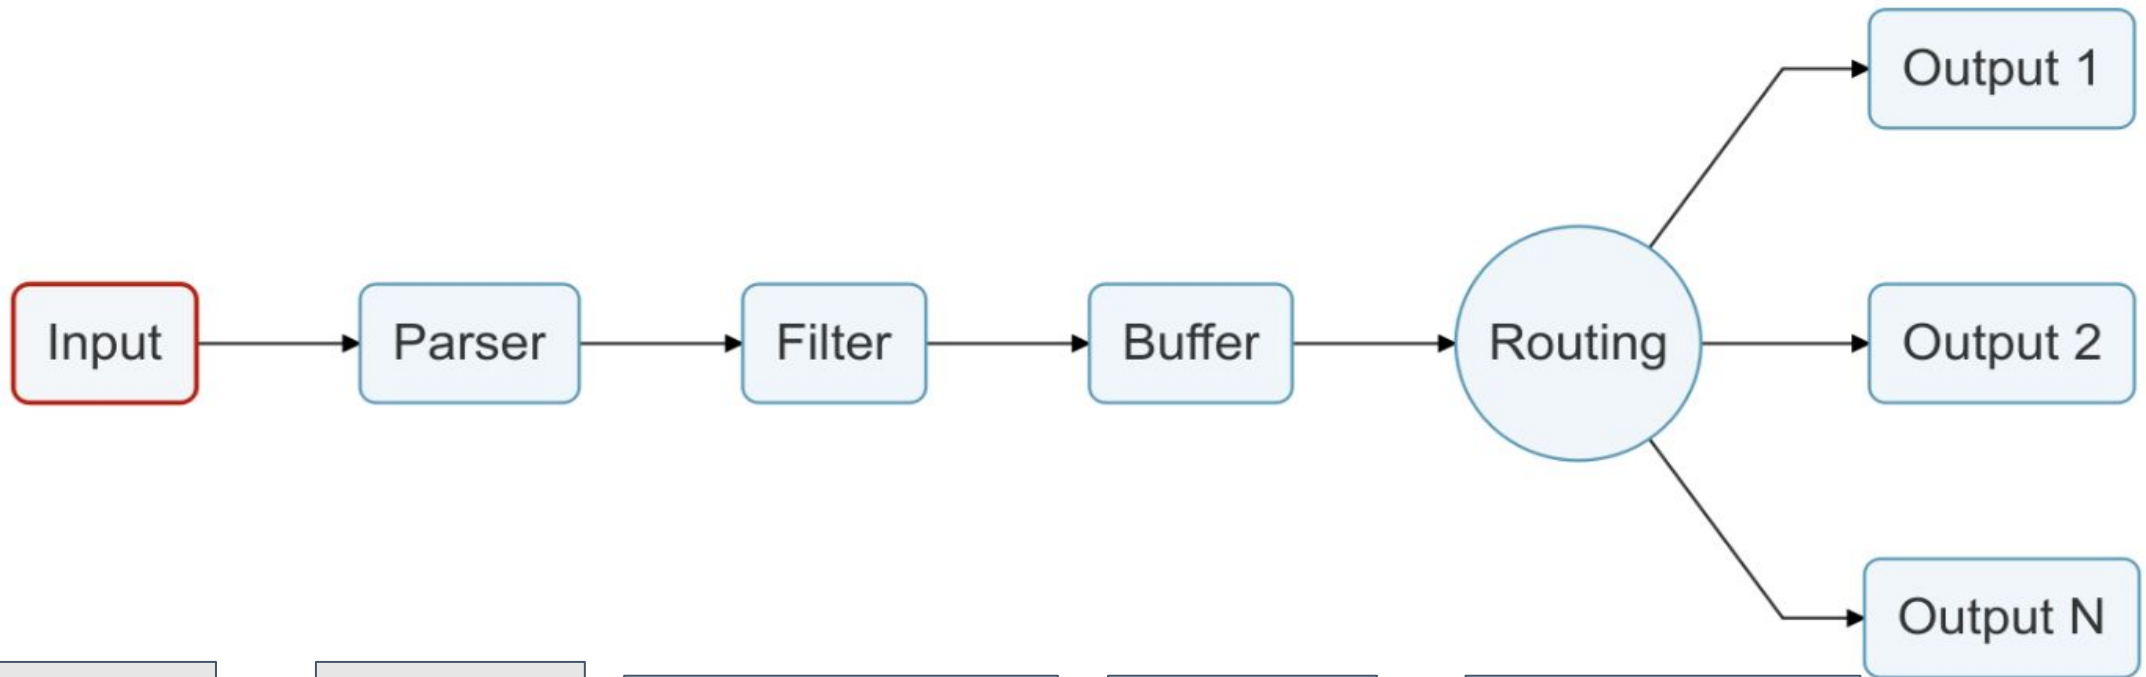 Output 1
Input
Parser
Filter
Buffer
Routing
Output 2
Output N